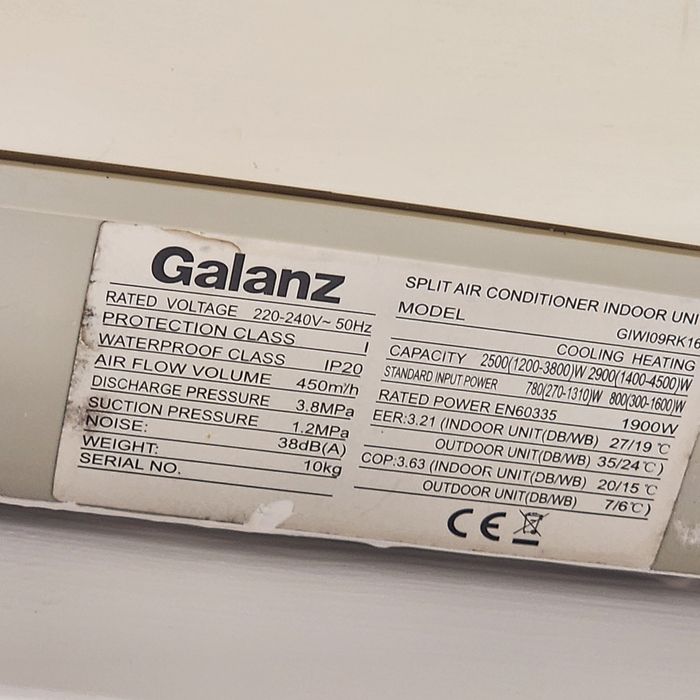 Galanz
RATED VOLTAGE 220-240V~ 50Hz
PROTECTION CLASS I
WATERPROOF CLASS IP20
AIR FLOW VOLUME 450m³/h
DISCHARGE PRESSURE 3.8MPa
SUCTION PRESSURE 1.2MPa
NOISE: 38dB(A)
WEIGHT: 10kg
SERIAL NO.
SPLIT AIR CONDITIONER INDOOR UNI
MODEL GIWI09RK16
COOLING HEATING
CAPACITY 2500(1200-3800)W 2900(1400-4500)W
STANDARD INPUT POWER 780(270-1310)W 800(300-1600)W
RATED POWER EN60335 1900W
EER:3.21 (INDOOR UNIT(DB/WB) 27/19 ℃
OUTDOOR UNIT(DB/WB) 35/24℃)
COP:3.63 (INDOOR UNIT(DB/WB) 20/15 ℃
OUTDOOR UNIT(DB/WB) 7/6℃)
CE